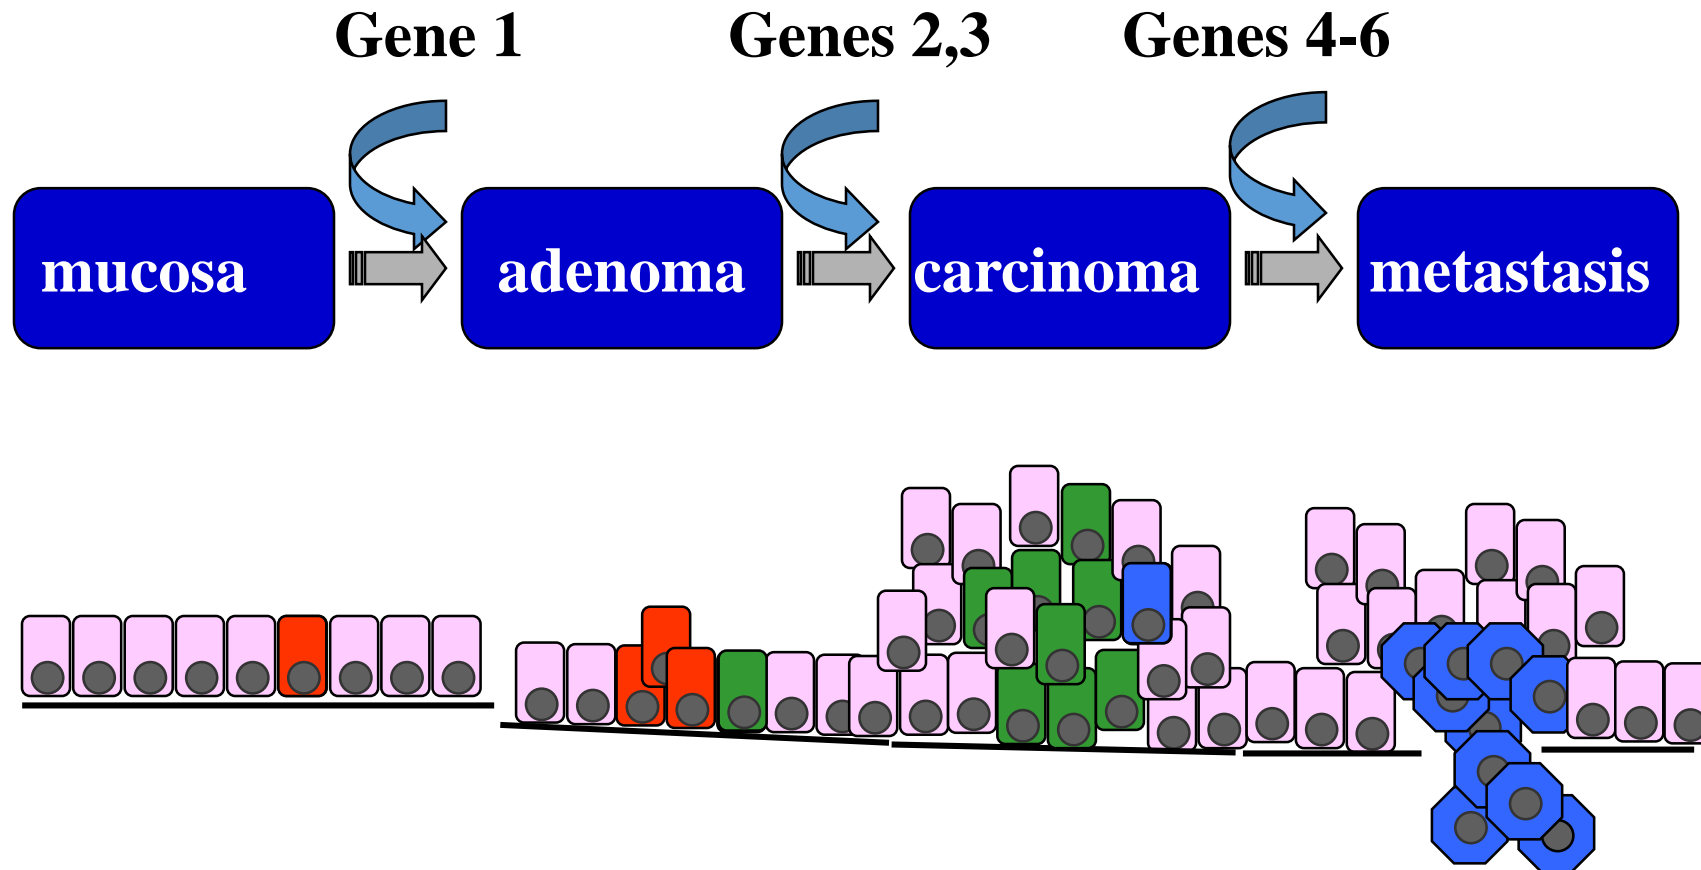 Gene 1 Genes 2,3 Genes 4-6
mucosa adenoma carcinoma metastasis